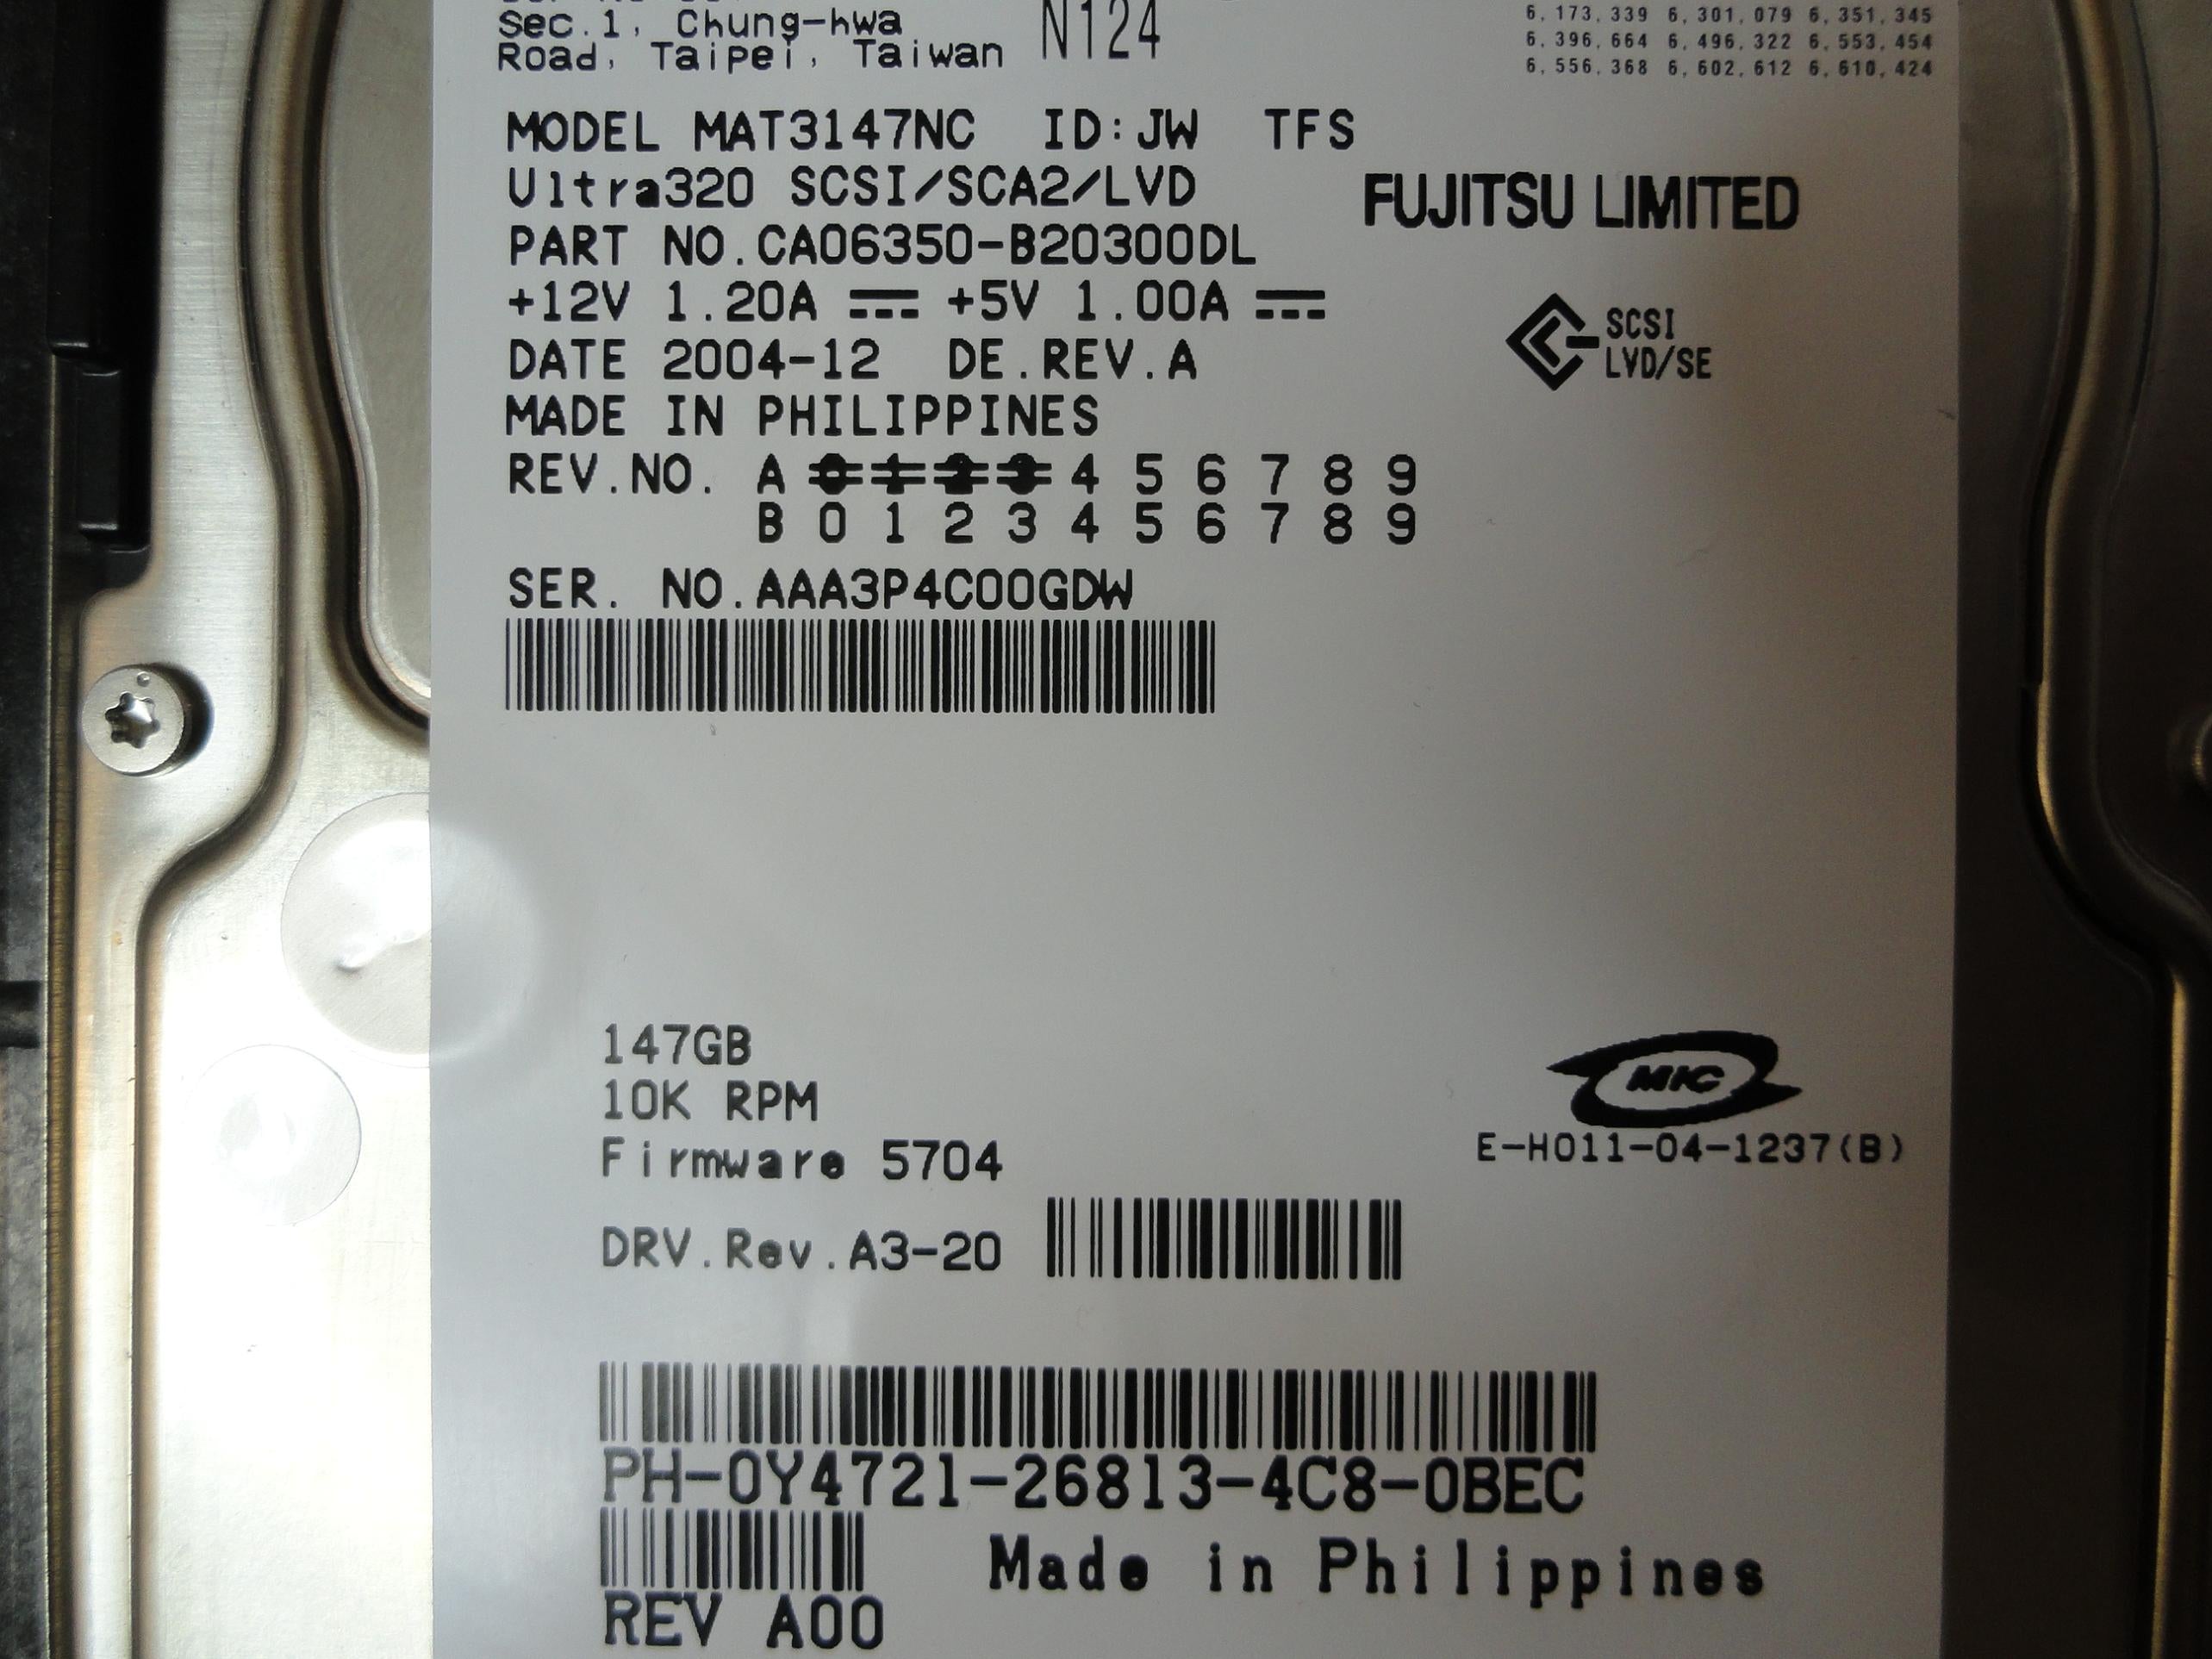 Sec.1, Chung-hwa
Road, Taipei, Taiwan
N124
6,173,339 6,301,079 6,351,345
6,396,664 6,496,322 6,553,454
6,556,368 6,602,612 6,610,424
MODEL MAT3147NC ID:JW TFS
Ultra320 SCSI/SCA2/LVD
FUJITSU LIMITED
PART NO.CA06350-B20300DL
+12V 1.20A +5V 1.00A
SCSI
LVD/SE
DATE 2004-12 DE.REV.A
MADE IN PHILIPPINES
REV.NO. A 0 1 2 3 4 5 6 7 8 9
B 0 1 2 3 4 5 6 7 8 9
SER. NO.AAA3P4C00GDW
147GB
10K RPM
Firmware 5704
MIC
E-H011-04-1237(B)
DRV.Rev.A3-20
PH-0Y4721-26813-4C8-0BEC
Made in Philippines
REV A00